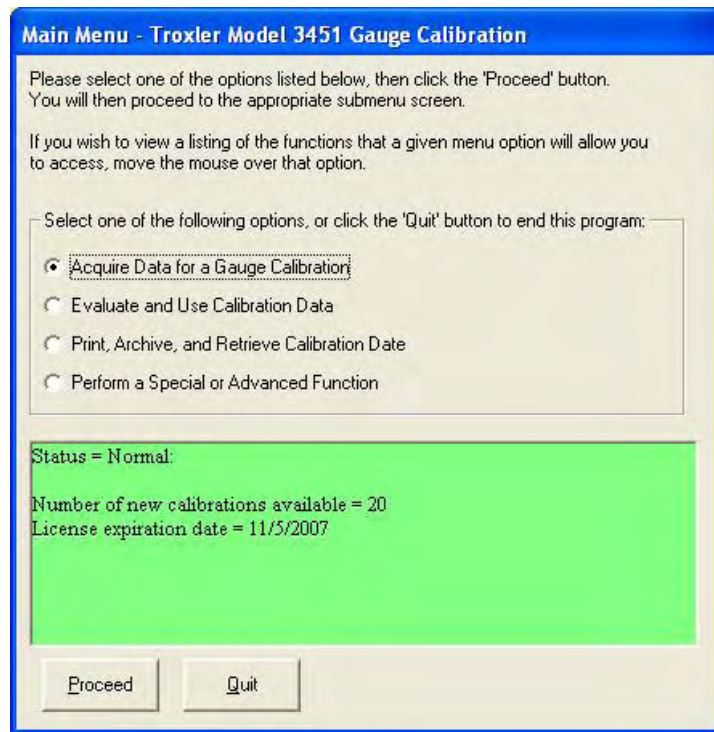 Main Menu - Troxler Model 3451 Gauge Calibration
Please select one of the options listed below, then click the 'Proceed' button.
You will then proceed to the appropriate submenu screen.
If you wish to view a listing of the functions that a given menu option will allow you
to access, move the mouse over that option.
Select one of the following options, or click the 'Quit' button to end this program:
Acquire Data for a Gauge Calibration
Evaluate and Use Calibration Data
Print, Archive, and Retrieve Calibration Date
Perform a Special or Advanced Function
Status = Normal:
Number of new calibrations available = 20
License expiration date = 11/5/2007
Proceed
Quit